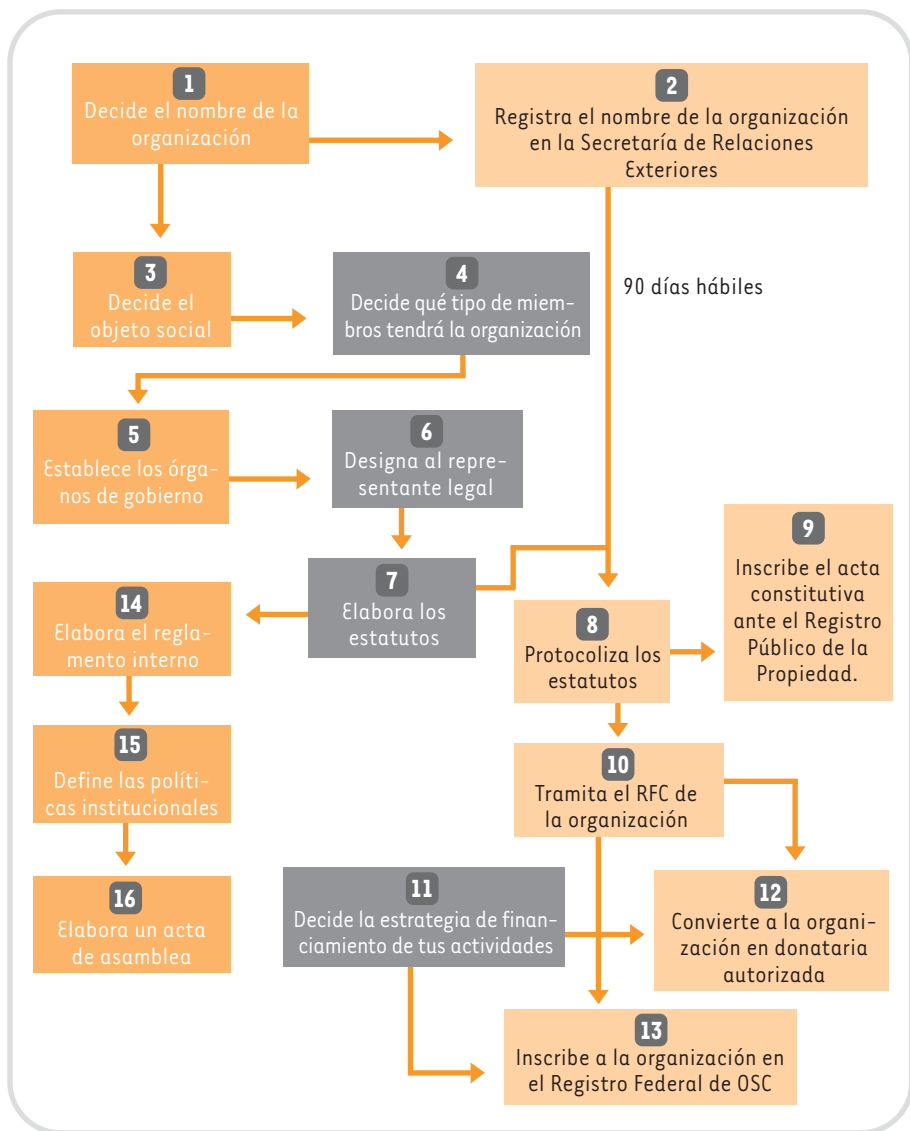 1
Decide el nombre de la
organización
2
Registra el nombre de la organización
en la Secretaría de Relaciones
Exteriores
3
Decide el
objeto social
4
Decide qué tipo de miem-
bros tendrá la organización
90 días hábiles
5
Establece los órga-
nos de gobierno
6
Designa al repre-
sentante legal
7
Elabora los
estatutos
8
Protocoliza los
estatutos
9
Inscribe el acta
constitutiva
ante el Registro
Público de la
Propiedad.
14
Elabora el regla-
mento interno
15
Define las políti-
cas institucionales
16
Elabora un acta
de asamblea
10
Tramita el RFC de
la organización
11
Decide la estrategia de finan-
ciamiento de tus actividades
12
Convierte a la organi-
zación en donataria
autorizada
13
Inscribe a la organización en
el Registro Federal de OSC